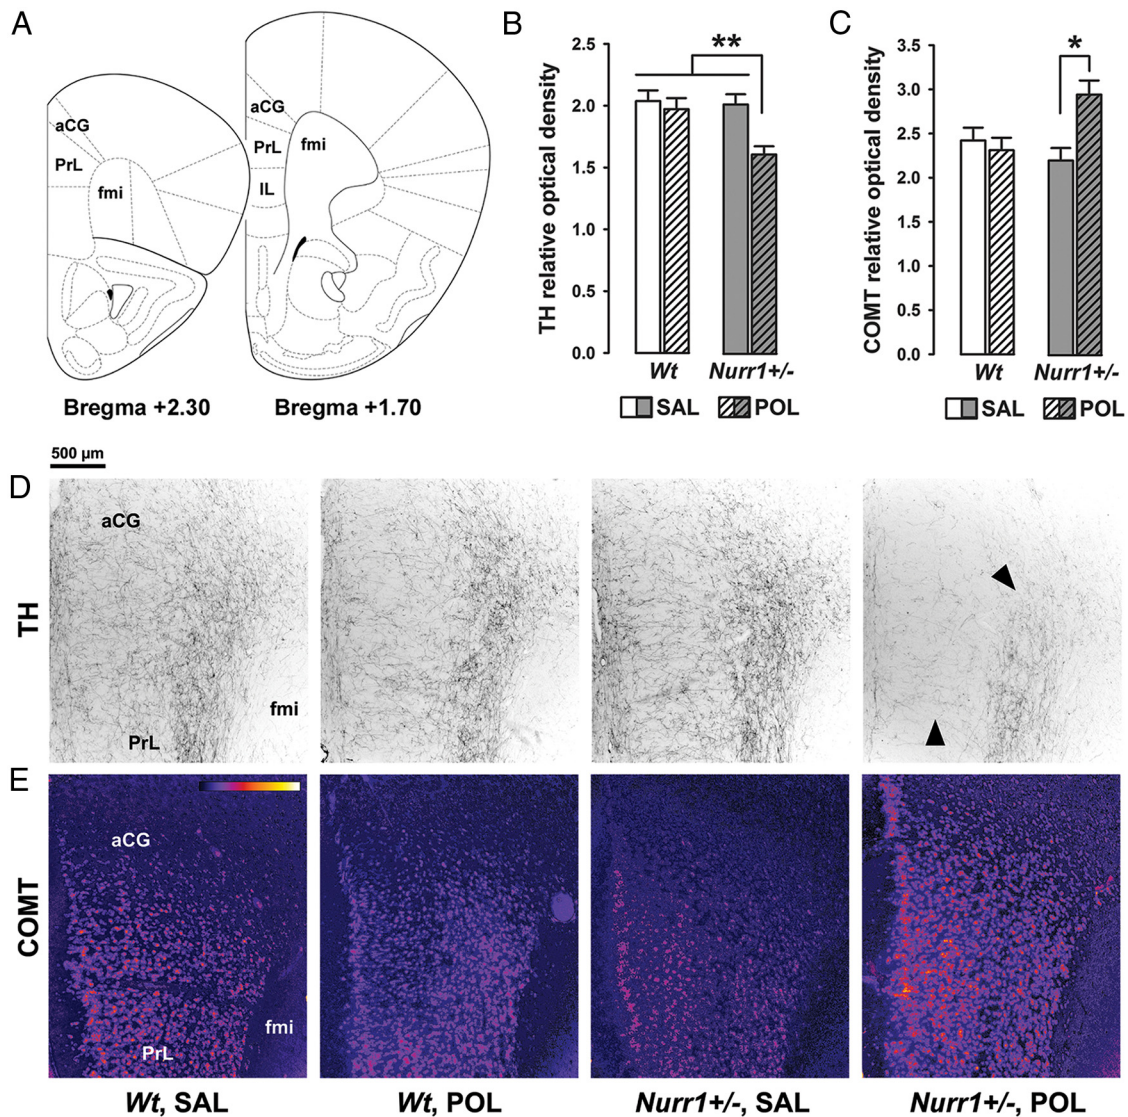 A
aCG
PrL
fmi
Bregma +2.30
aCG
PrL
fmi
IL
Bregma +1.70
B
TH relative optical density
2.5
2.0
1.5
1.0
0.5
0.0
**
Wt
Nurr1+/-
SAL
POL
C
COMT relative optical density
3.5
3.0
2.5
2.0
1.5
1.0
0.5
0.0
*
Wt
Nurr1+/-
SAL
POL
500 µm
D
TH
aCG
fmi
PrL
E
COMT
aCG
fmi
PrL
Wt, SAL
Wt, POL
Nurr1+/-, SAL
Nurr1+/-, POL